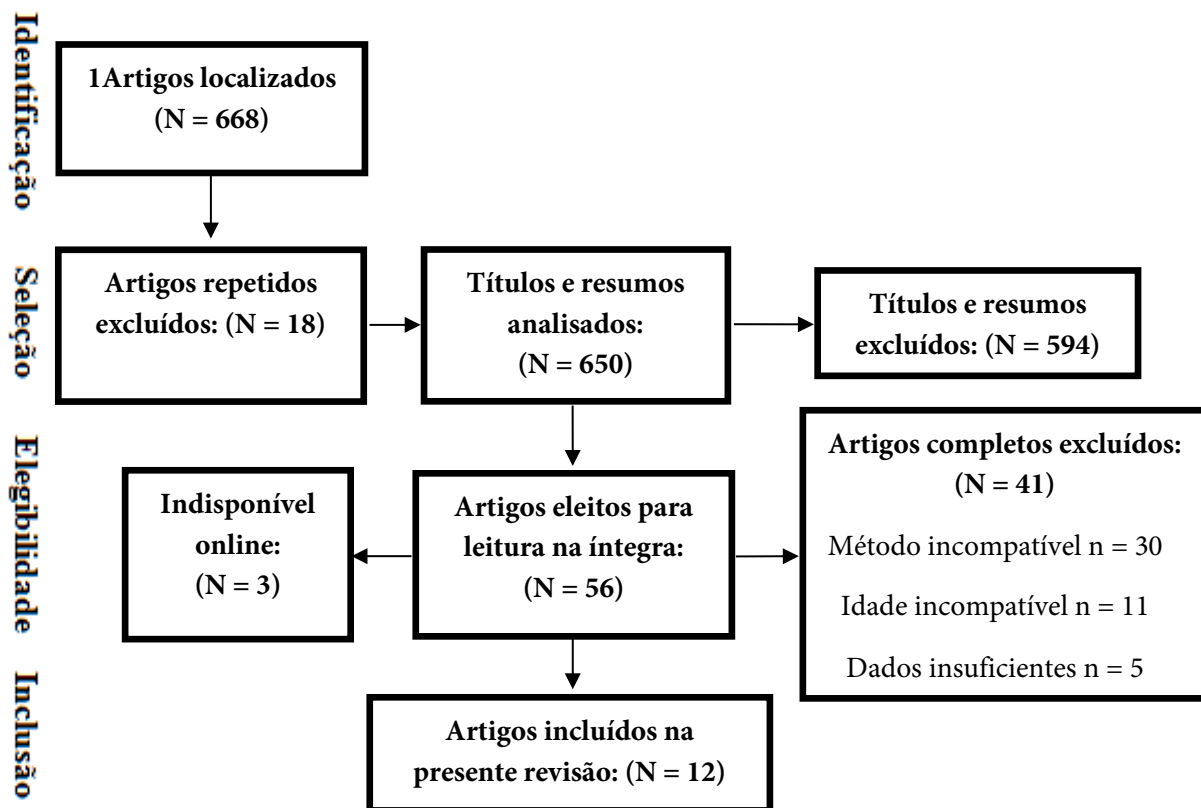 Identificação
1Artigos localizados
(N = 668)
Seleção
Artigos repetidos
excluídos: (N = 18)
Títulos e resumos
analisados:
(N = 650)
Títulos e resumos
excluídos: (N = 594)
Elegibilidade
Indisponível
online:
(N = 3)
Artigos eleitos para
leitura na íntegra:
(N = 56)
Artigos completos excluídos:
(N = 41)
Método incompatível n = 30
Idade incompatível n = 11
Dados insuficientes n = 5
Inclusão
Artigos incluídos na
presente revisão: (N = 12)